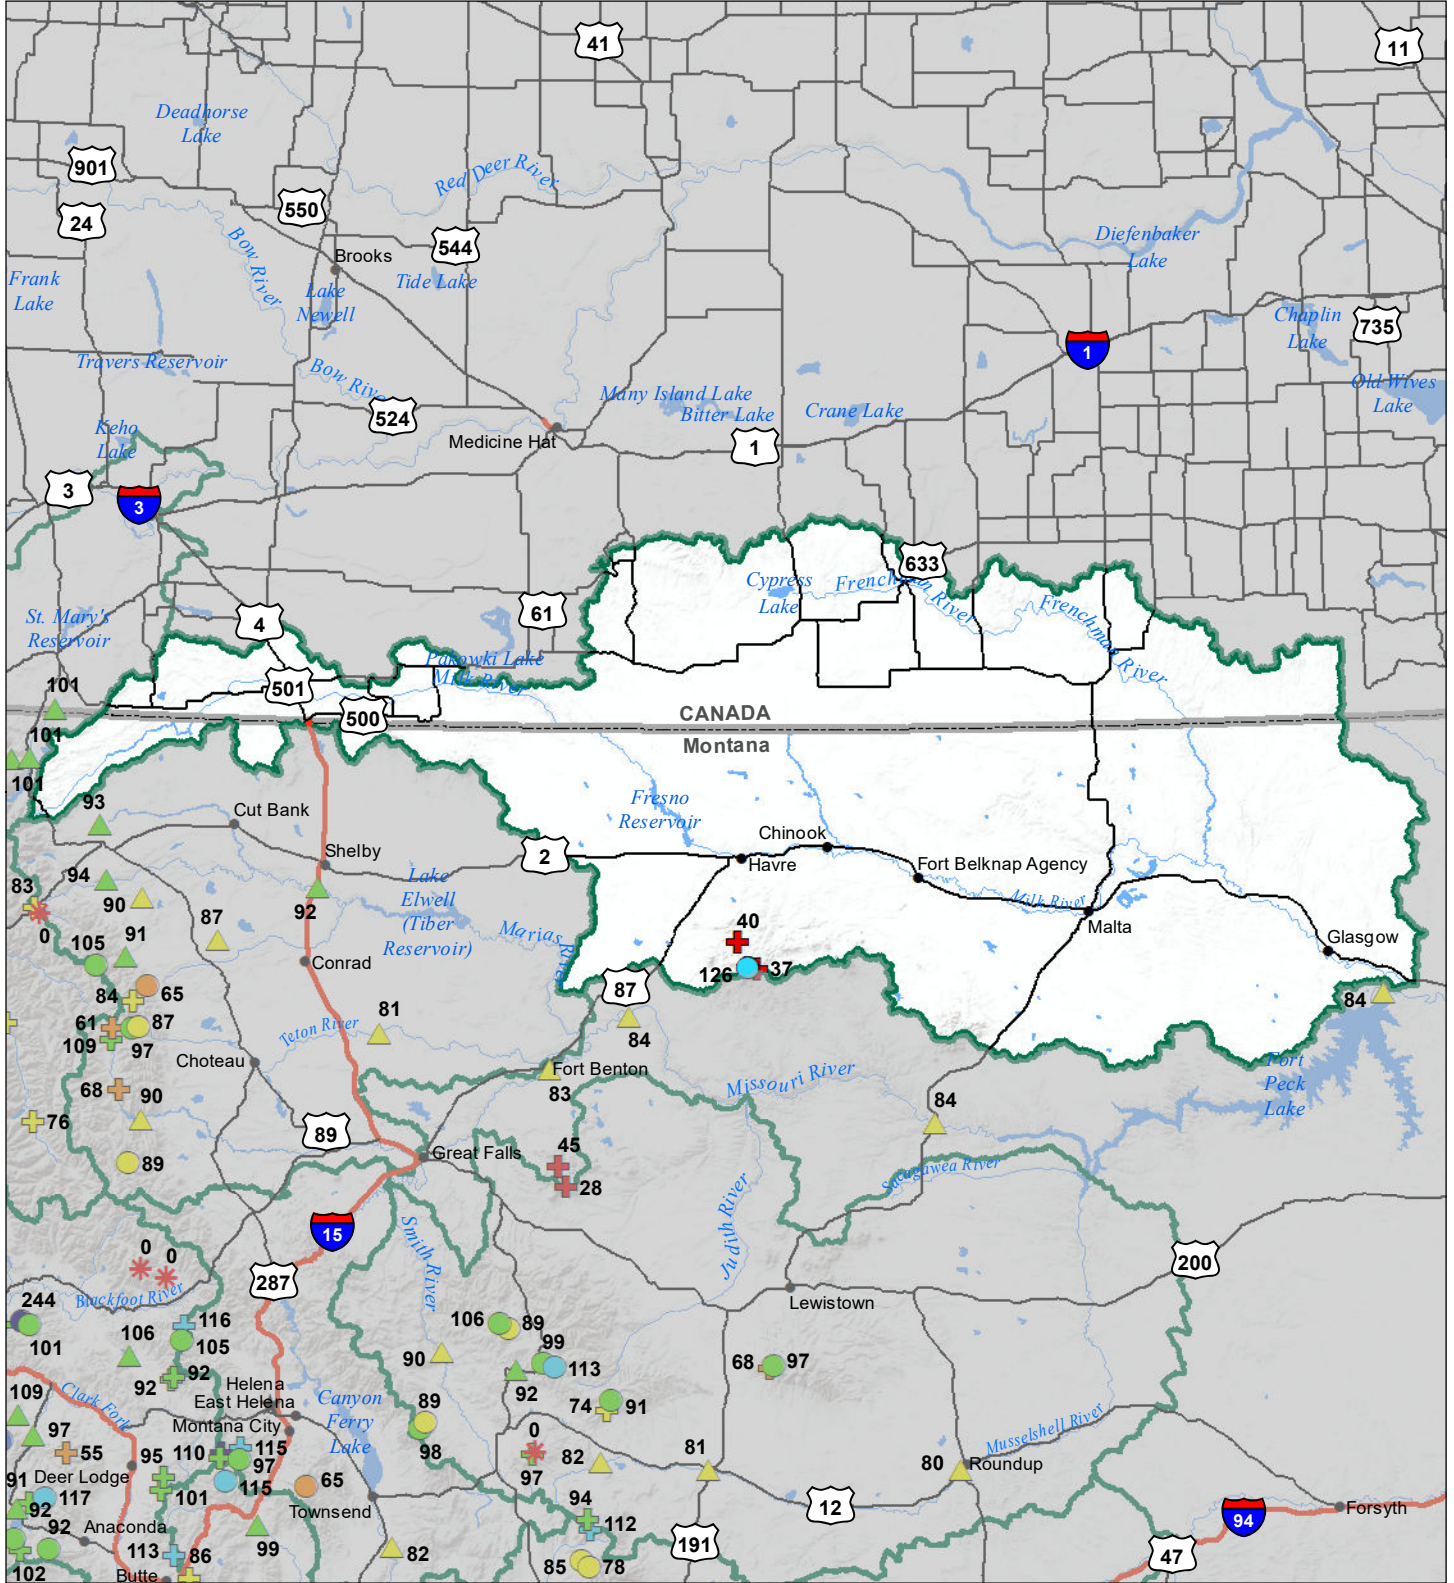 41
11
Deadhorse
Lake
901
Red Deer River
550
24
544
Bow River
Brooks
Diefenbaker
Lake
Frank
Lake
Tide Lake
Lake
Newell
Chaplin
Lake
735
1
Travers Reservoir
Bow River
Many Island Lake
Bitter Lake
Crane Lake
Old Wives
Lake
524
Keho
Lake
Medicine Hat
1
3
3
633
Cypress
Lake
Frenchman River
Frenchman River
61
St. Mary's
Reservoir
4
Pakowki Lake
Milk River
501
500
101
CANADA
Montana
101
101
93
Cut Bank
Fresno
Reservoir
Chinook
2
Shelby
Havre
Fort Belknap Agency
Lake
Elwell
(Tiber
Reservoir)
83
94
90
92
Milk River
Malta
0
87
91
105
40
Marias River
Glasgow
Conrad
126
37
65
84
87
84
81
84
61
87
97
109
Teton River
Choteau
Fort Benton
83
Missouri River
Fort
Peck
Lake
68
90
76
84
89
Great Falls
45
89
28
Sacagawea River
Judith River
15
Smith River
0
0
287
200
Blackfoot River
Lewistown
244
101
116
105
106
106
89
99
113
90
92
68
97
92
92
109
Clark Fork
Helena
East Helena
Montana City
Canyon
Ferry
Lake
89
98
74
91
97
55
110
115
97
115
95
101
0
97
82
81
Musselshell River
80
Roundup
91
Deer Lodge
117
92
65
Townsend
94
112
12
Forsyth
94
92
Anaconda
99
191
47
113
86
82
85
78
102
Butte